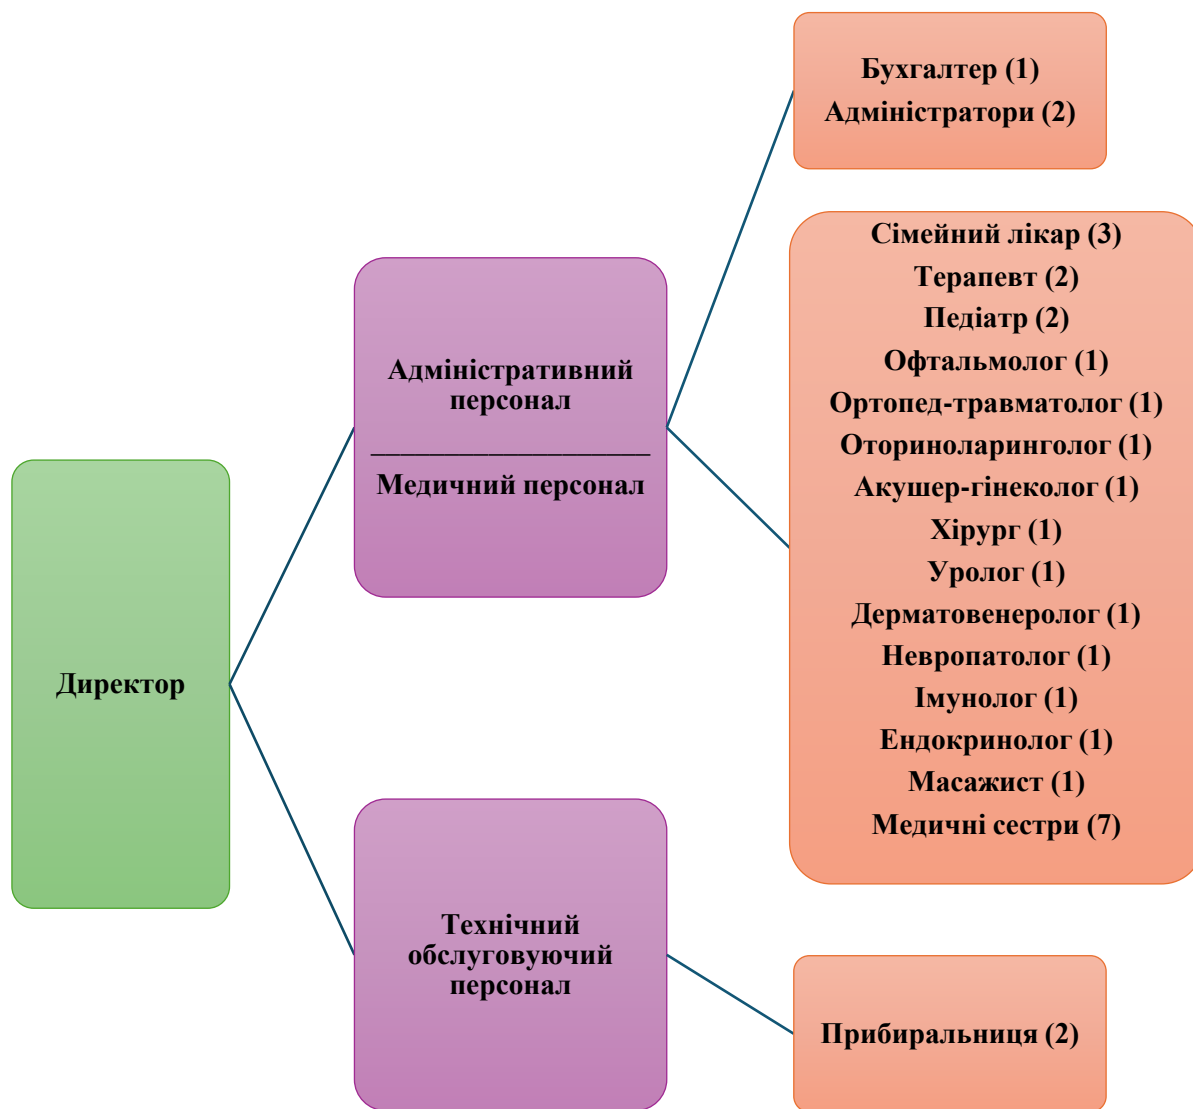 Директор
Адміністративний
персонал
____________________
Медичний персонал
Технічний
обслуговуючий
персонал
Бухгалтер (1)
Адміністратори (2)
Сімейний лікар (3)
Терапевт (2)
Педіатр (2)
Офтальмолог (1)
Ортопед-травматолог (1)
Оториноларинголог (1)
Акушер-гінеколог (1)
Хірург (1)
Уролог (1)
Дерматовенеролог (1)
Невропатолог (1)
Імунолог (1)
Ендокринолог (1)
Масажист (1)
Медичні сестри (7)
Прибиральниця (2)